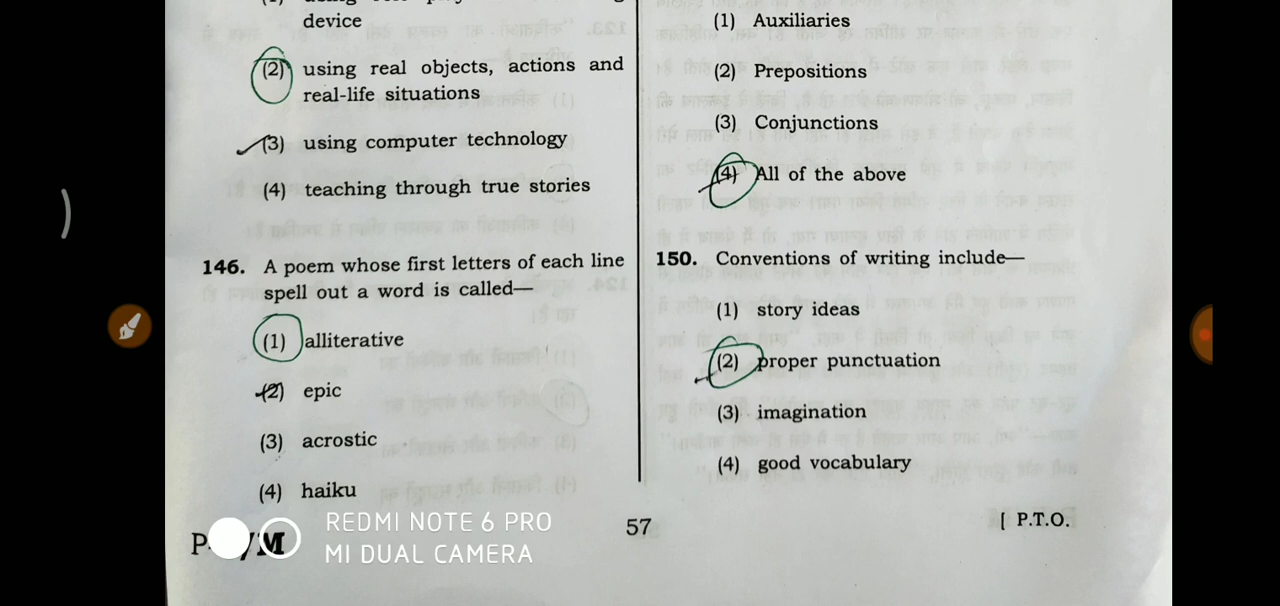 device
(2) using real objects, actions and
real-life situations
(3) using computer technology
(4) teaching through true stories
146. A poem whose first letters of each line
spell out a word is called—
(1) alliterative
(2) epic
(3) acrostic
(4) haiku
(1) Auxiliaries
(2) Prepositions
(3) Conjunctions
(4) All of the above
150. Conventions of writing include—
(1) story ideas
(2) proper punctuation
(3) imagination
(4) good vocabulary
57
[ P.T.O.
REDMI NOTE 6 PRO
MI DUAL CAMERA